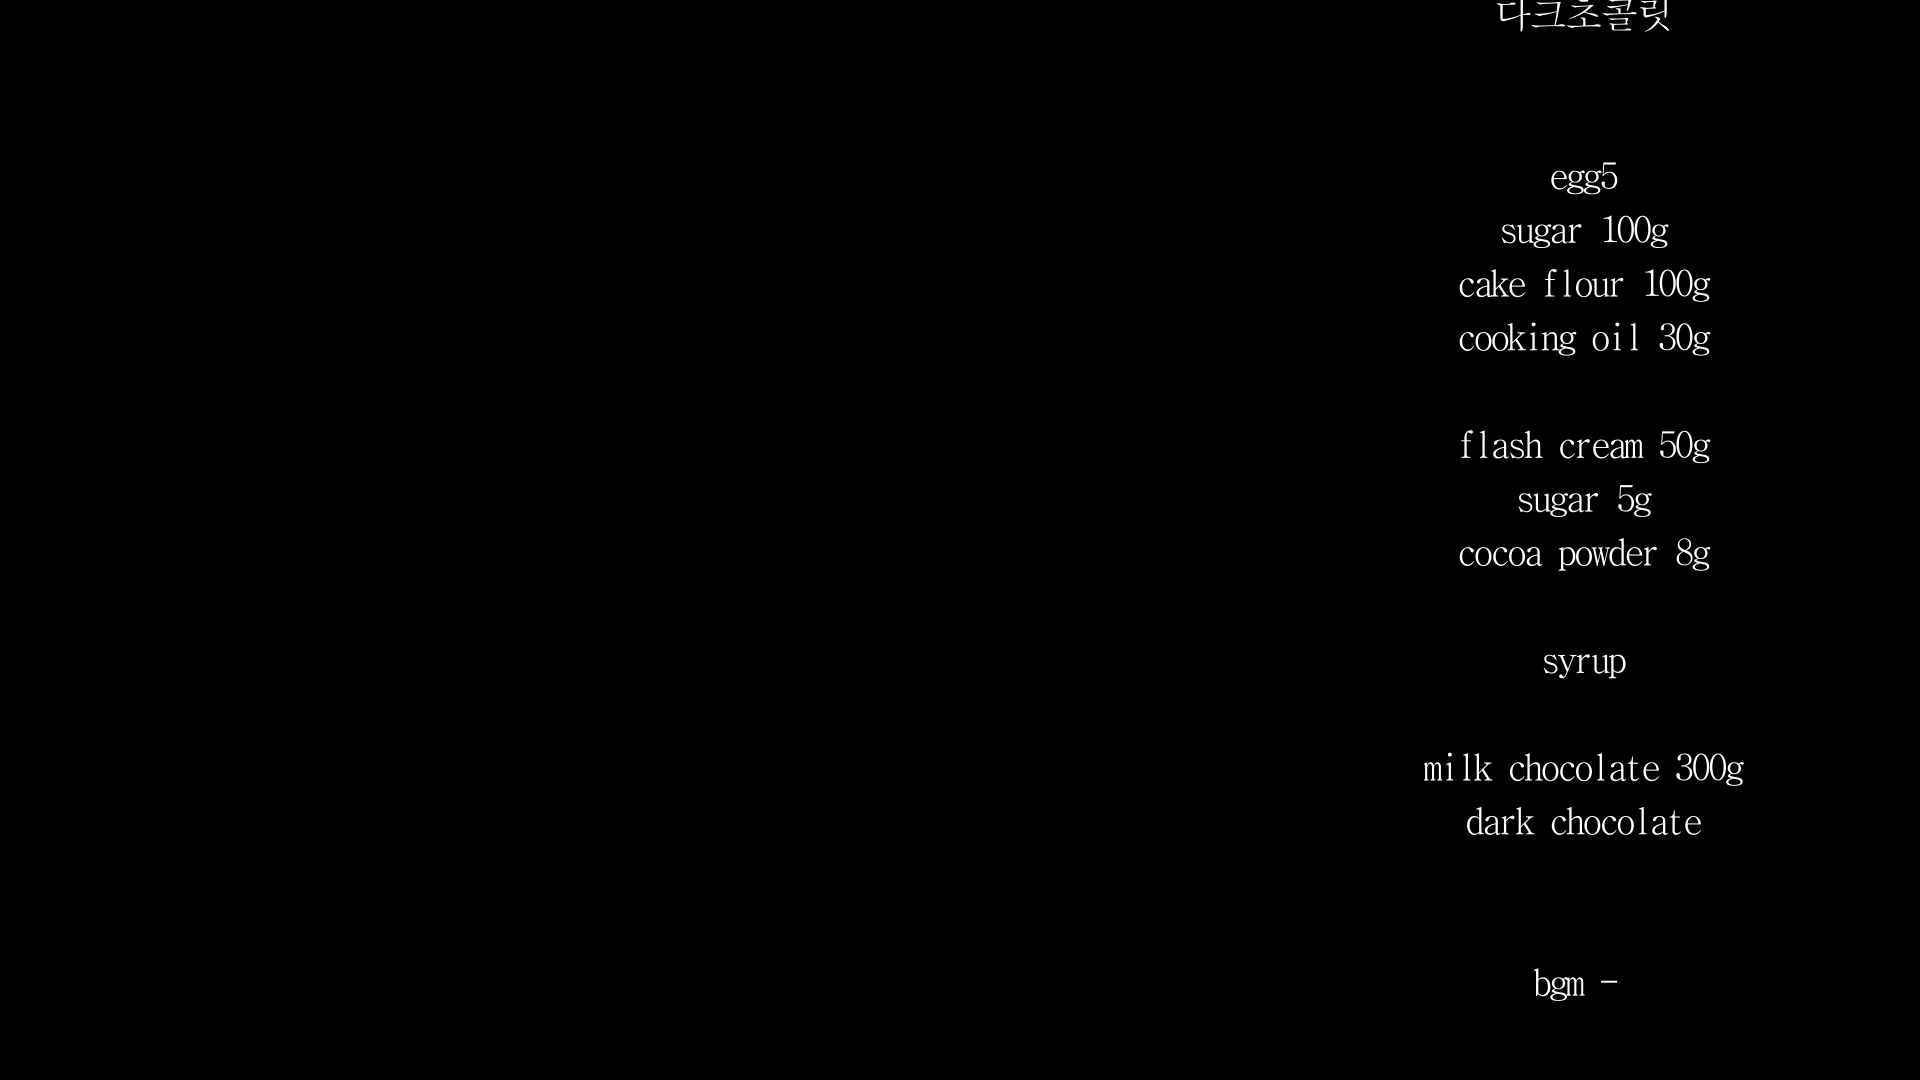 다크초콜릿
egg5
sugar 100g
cake flour 100g
cooking oil 30g
flash cream 50g
sugar 5g
cocoa powder 8g
syrup
milk chocolate 300g
dark chocolate
bgm -